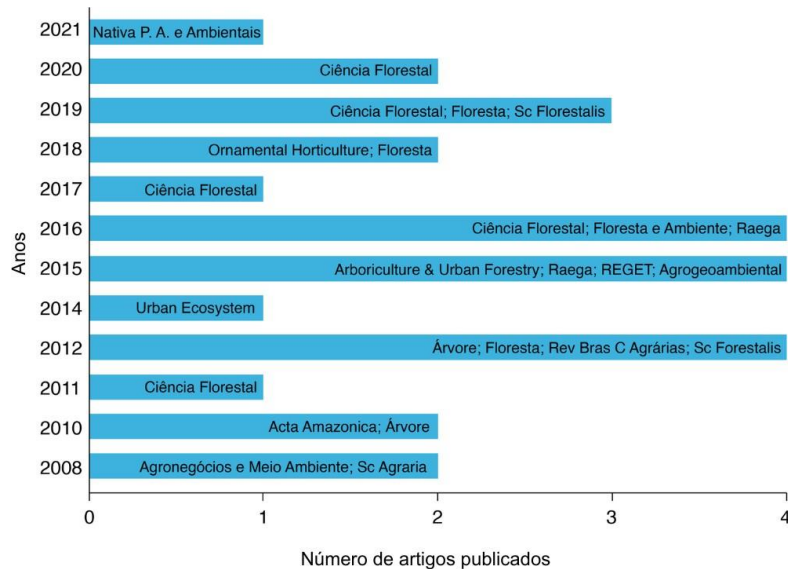 2021
Nativa P. A. e Ambientais
2020
Ciência Florestal
2019
Ciência Florestal; Floresta; Sc Florestalis
2018
Ornamental Horticulture; Floresta
2017
Ciência Florestal
2016
Ciência Florestal; Floresta e Ambiente; Raega
2015
Arboriculture & Urban Forestry; Raega; REGET; Agrogeoambiental
2014
Urban Ecosystem
2012
Árvore; Floresta; Rev Bras C Agrárias; Sc Forestalis
2011
Ciência Florestal
2010
Acta Amazonica; Árvore
2008
Agronegócios e Meio Ambiente; Sc Agraria
Anos
0 1 2 3 4
Número de artigos publicados